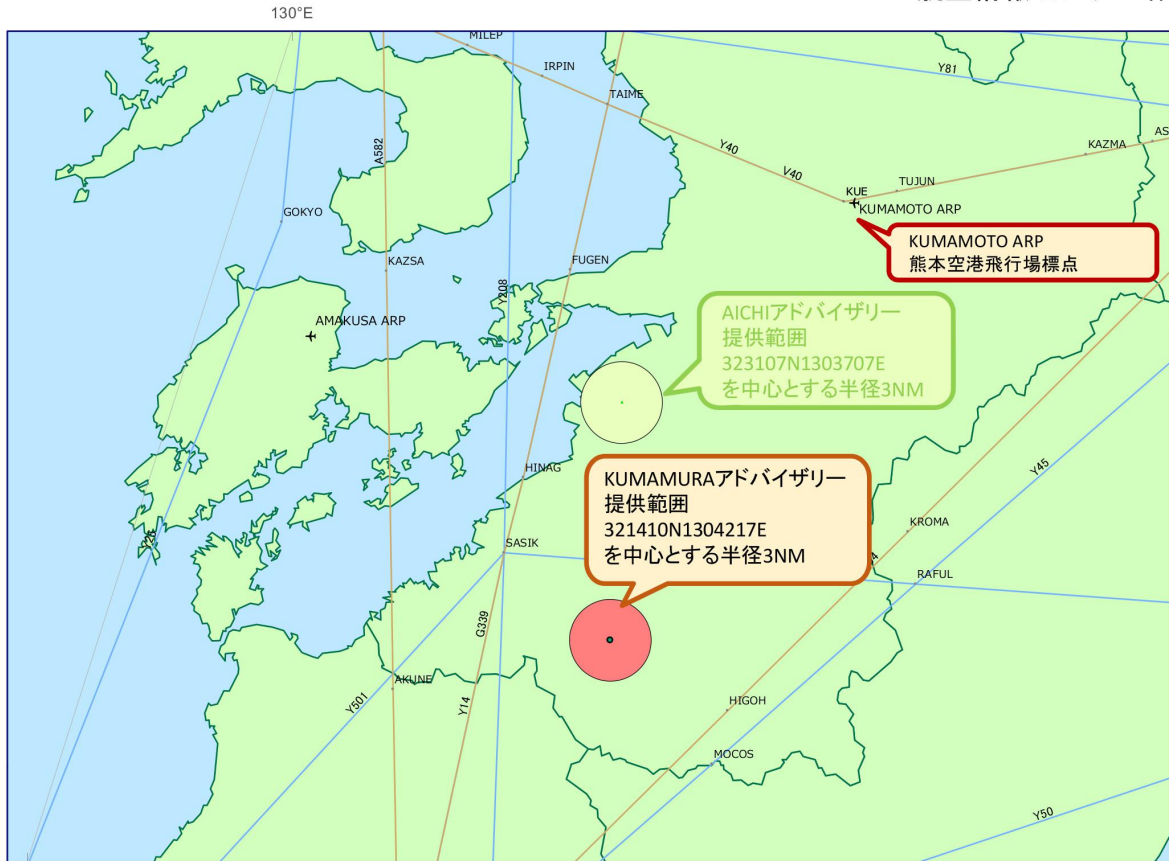 130°E
MILEP
IRPIN
TAIME
Y81
A582
Y40
V40
KAZMA
AS
KUE
TUJUN
KUMAMOTO ARP
KUMAMOTO ARP
熊本空港飛行場標点
GOKYO
KAZSA
FUGEN
Y208
AMAKUSA ARP
AICHIアドバイザリー
提供範囲
323107N1303707E
を中心とする半径3NM
HINAG
KUMAMURAアドバイザリー
提供範囲
321410N1304217E
を中心とする半径3NM
Y45
KROMA
SASIK
RAFUL
G339
AKUNE
Y501
Y14
HIGOH
MOCOS
Y50